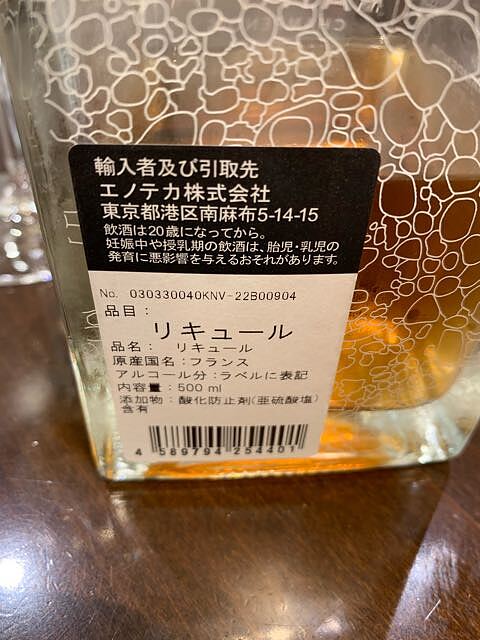 輸入者及び引取先
エノテカ株式会社
東京都港区南麻布5-14-15
飲酒は20歳になってから。
妊娠中や授乳期の飲酒は、胎児・乳児の
発育に悪影響を与えるおそれがあります。
No. 030330040KNV-22B00904
品目：
リキュール
品名： リキュール
原産国名：フランス
アルコール分：ラベルに表記
内容量：500 ml
添加物：酸化防止剤(亜硫酸塩)
含有
4 589794 254401